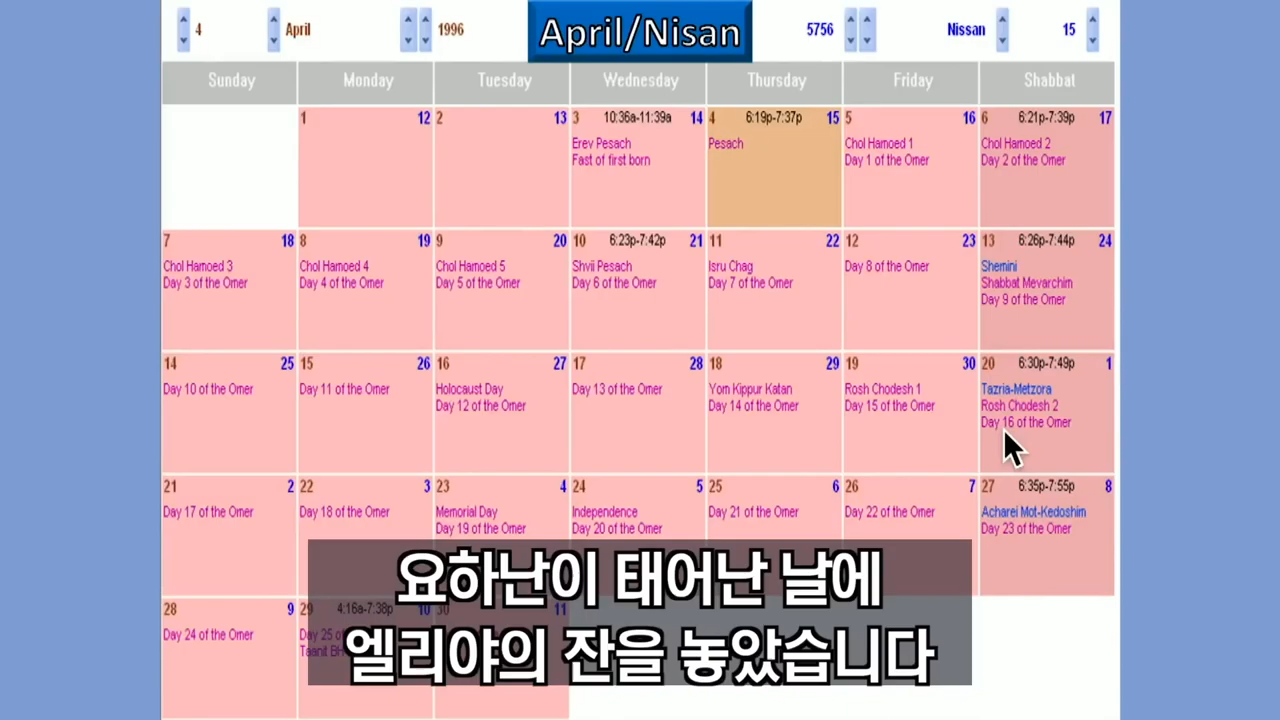 4 April 1996 April/Nisan 5756 Nissan 15
Sunday Monday Tuesday Wednesday Thursday Friday Shabbat
1 12
2 13
3 10:36a-11:39a 14
Erev Pesach
Fast of first born
4 6:19p-7:37p 15
Pesach
5 16
Chol Hamoed 1
Day 1 of the Omer
6 6:21p-7:39p 17
Chol Hamoed 2
Day 2 of the Omer
7 18
Chol Hamoed 3
Day 3 of the Omer
8 19
Chol Hamoed 4
Day 4 of the Omer
9 20
Chol Hamoed 5
Day 5 of the Omer
10 6:23p-7:42p 21
Shvii Pesach
Day 6 of the Omer
11 22
Isru Chag
Day 7 of the Omer
12 23
Day 8 of the Omer
13 6:26p-7:44p 24
Shemini
Shabbat Mevarchim
Day 9 of the Omer
14 25
Day 10 of the Omer
15 26
Day 11 of the Omer
16 27
Holocaust Day
Day 12 of the Omer
17 28
Day 13 of the Omer
18 29
Yom Kippur Katan
Day 14 of the Omer
19 30
Rosh Chodesh 1
Day 15 of the Omer
20 6:30p-7:49p 1
Tazria-Metzora
Rosh Chodesh 2
Day 16 of the Omer
21 2
Day 17 of the Omer
22 3
Day 18 of the Omer
23 4
Memorial Day
Day 19 of the Omer
24 5
Independence
Day 20 of the Omer
25 6
Day 21 of the Omer
26 7
Day 22 of the Omer
27 6:35p-7:55p 8
Acharei Mot-Kedoshim
Day 23 of the Omer
28 9
Day 24 of the Omer
29 4:16a-7:38p 10
Day 25
Taanit BH
30 11
요하난이 태어난 날에
엘리야의 잔을 놓았습니다